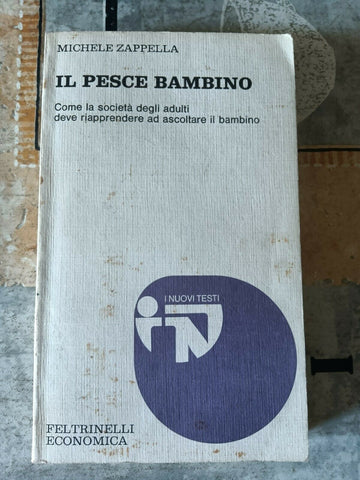 MICHELE ZAPPELLA
IL PESCE BAMBINO
Come la società degli adulti
deve riapprendere ad ascoltare il bambino
I NUOVI TESTI
FELTRINELLI
ECONOMICA